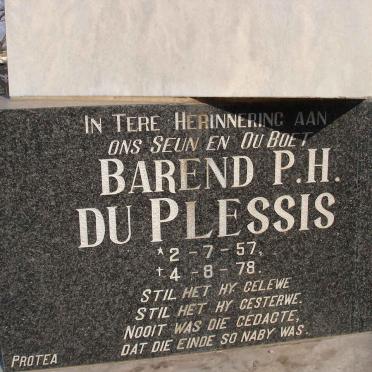 IN TERE HERINNERING AAN
ONS SEUN EN OU BOET
BAREND P.H.
DU PLESSIS
* 2 - 7 - 57,
† 4 - 8 - 78.
STIL HET HY GELEWE
STIL HET HY GESTERWE.
NOOIT WAS DIE GEDAGTE,
DAT DIE EINDE SO NABY WAS.
PROTEA